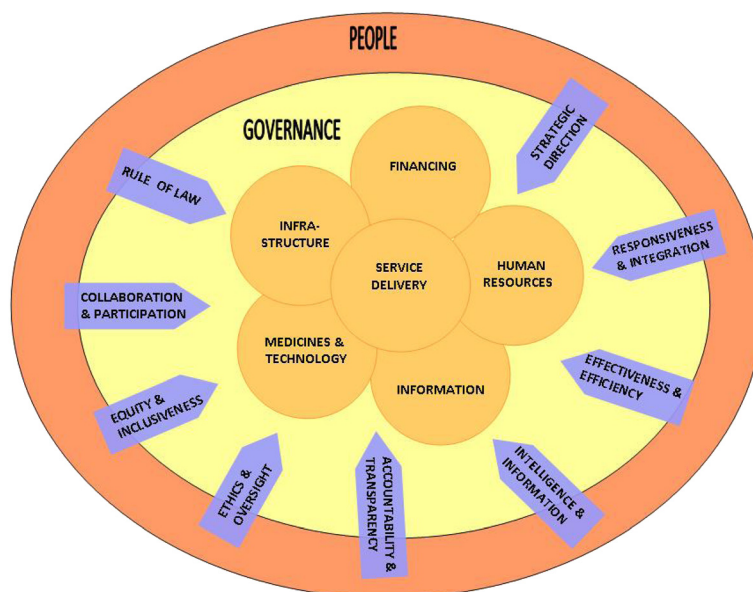 PEOPLE
GOVERNANCE
STRATEGIC
DIRECTION
FINANCING
RULE OF LAW
INFRA-
STRUCTURE
RESPONSIVENESS
& INTEGRATION
SERVICE
DELIVERY
HUMAN
RESOURCES
COLLABORATION
& PARTICIPATION
MEDICINES &
TECHNOLOGY
INFORMATION
EFFECTIVENESS &
EFFICIENCY
EQUITY &
INCLUSIVENESS
ETHICS &
OVERSIGHT
ACCOUNTABILITY &
TRANSPARENCY
INTELLIGENCE &
INFORMATION